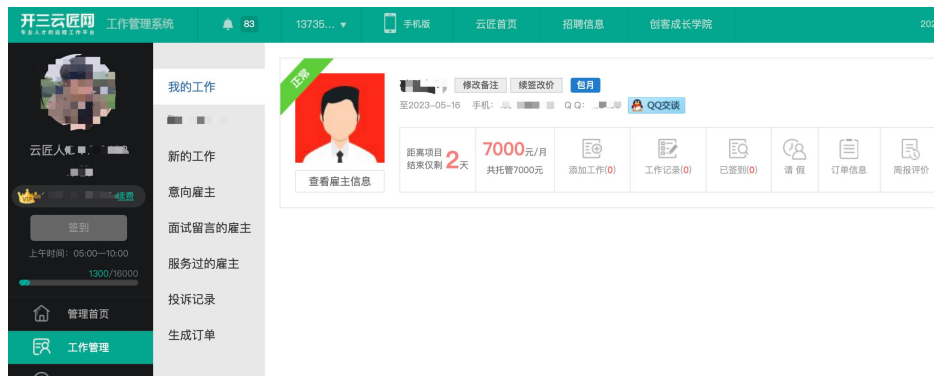 开三云匠网
专业人才的远程工作平台
工作管理系统
83
13735...
手机版
云匠首页
招聘信息
创客成长学院
202
云匠人
VIP
续费
签到
上午时间：05:00—10:00
1300/16000
管理首页
工作管理
我的工作
新的工作
意向雇主
面试留言的雇主
服务过的雇主
投诉记录
生成订单
正常
查看雇主信息
修改备注 续签改价 包月
至2023-05-16 手机: QQ: QQ交谈
距离项目
结束仅剩 2天
7000元/月
共托管7000元
添加工作(0)
工作记录(0)
已签到(0)
请假
订单信息
周报评价